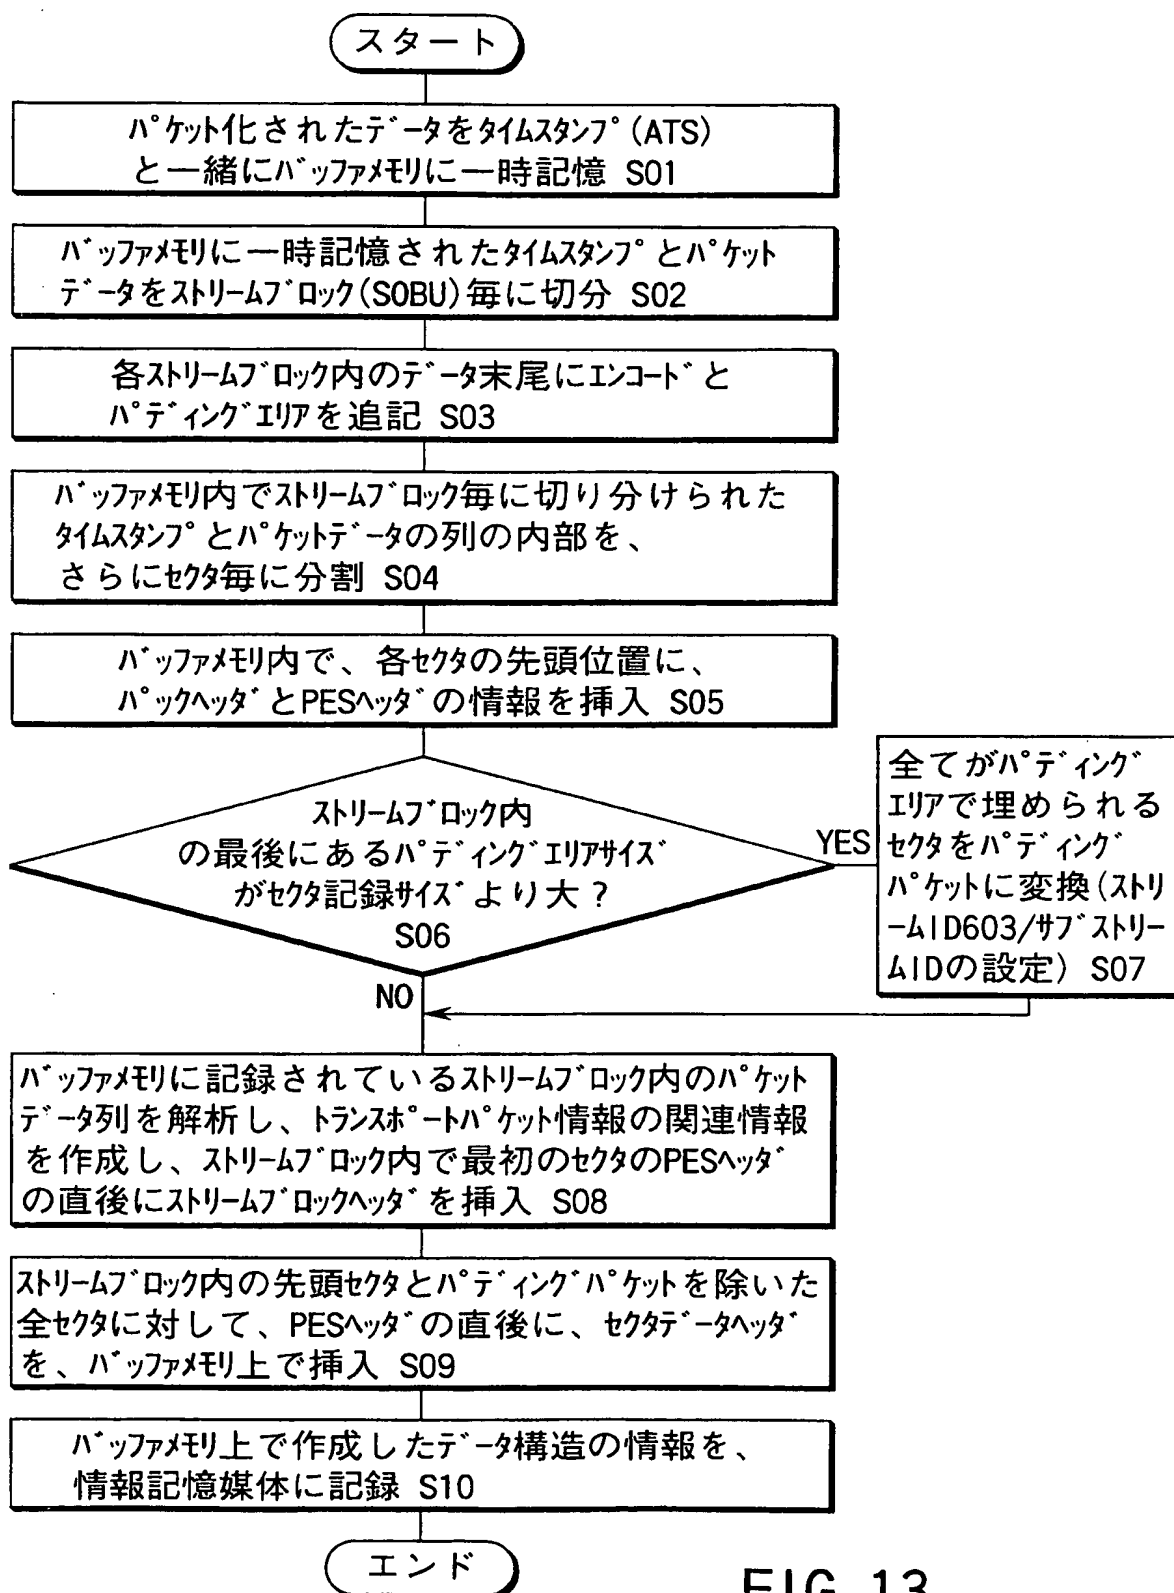 スタート
パケット化されたデータをタイムスタンプ(ATS)
と一緒にバッファメモリに一時記憶 S01
バッファメモリに一時記憶されたタイムスタンプとパケット
データをストリームブロック(SOBU)毎に切分 S02
各ストリームブロック内のデータ末尾にエンコードと
パディングエリアを追記 S03
バッファメモリ内でストリームブロック毎に切り分けられた
タイムスタンプとパケットデータの列の内部を、
さらにセクタ毎に分割 S04
バッファメモリ内で、各セクタの先頭位置に、
パックヘッダとPESヘッダの情報を挿入 S05
ストリームブロック内
の最後にあるパディングエリアサイズ
がセクタ記録サイズより大?
S06
YES
全てがパディング
エリアで埋められる
セクタをパディング
パケットに変換(ストリ
ームID603/サブストリー
ムIDの設定) S07
NO
バッファメモリに記録されているストリームブロック内のパケット
データ列を解析し、トランスポートパケット情報の関連情報
を作成し、ストリームブロック内で最初のセクタのPESヘッダ
の直後にストリームブロックヘッダを挿入 S08
ストリームブロック内の先頭セクタとパディングパケットを除いた
全セクタに対して、PESヘッダの直後に、セクタデータヘッダ
を、バッファメモリ上で挿入 S09
バッファメモリ上で作成したデータ構造の情報を、
情報記憶媒体に記録 S10
エンド
FIG. 13